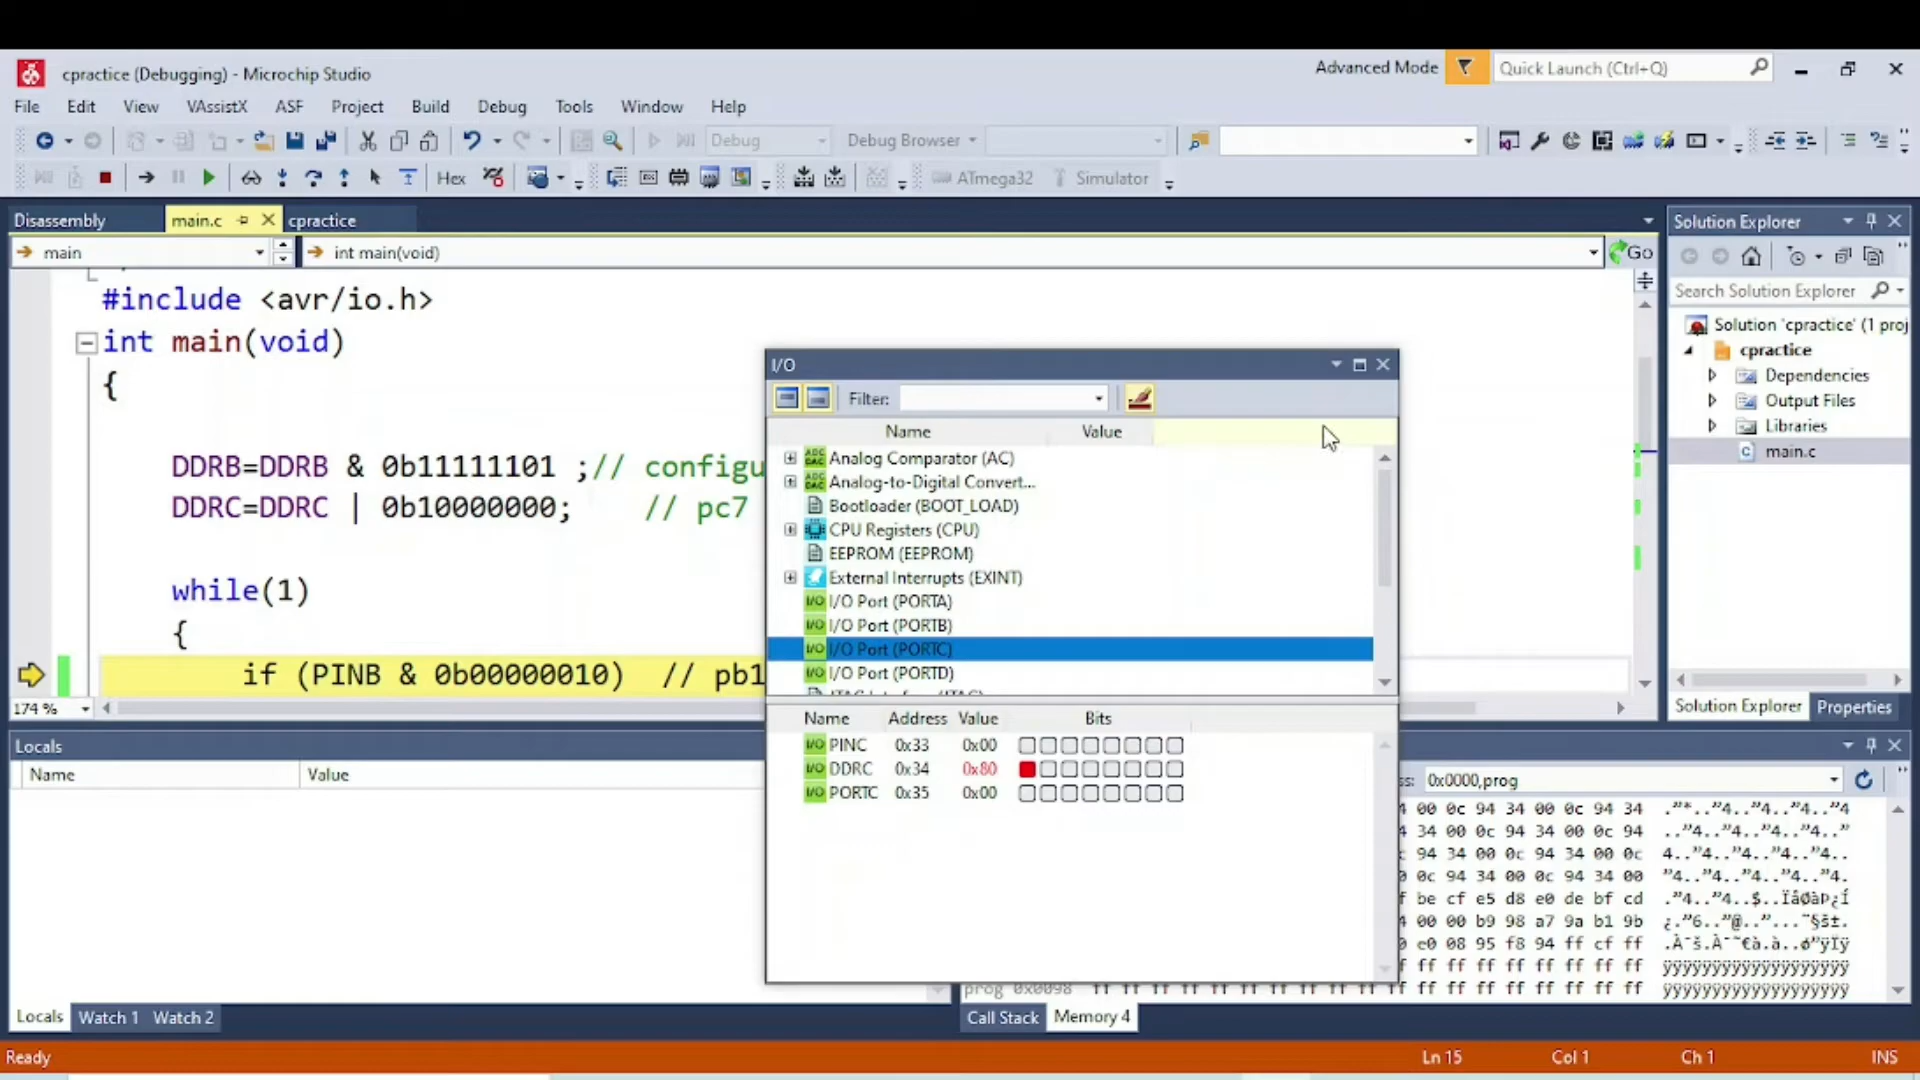 cpractice (Debugging) - Microchip Studio
Advanced Mode
Quick Launch (Ctrl+Q)
File Edit View VAssistX ASF Project Build Debug Tools Window Help
Debug
Debug Browser
Hex
ATmega32
Simulator
Disassembly
main.c
cpractice
main
int main(void)
Go
#include <avr/io.h>
int main(void)
{
DDRB=DDRB & 0b11111101 ;// configu
DDRC=DDRC | 0b10000000; // pc7
while(1)
{
if (PINB & 0b00000010) // pb1
174 %
I/O
Filter:
Name Value
Analog Comparator (AC)
Analog-to-Digital Convert...
Bootloader (BOOT_LOAD)
CPU Registers (CPU)
EEPROM (EEPROM)
External Interrupts (EXINT)
I/O Port (PORTA)
I/O Port (PORTB)
I/O Port (PORTC)
I/O Port (PORTD)
Name Address Value Bits
I/O PINC 0x33 0x00
I/O DDRC 0x34 0x80
I/O PORTC 0x35 0x00
Solution Explorer
Search Solution Explorer
Solution 'cpractice' (1 proj
cpractice
Dependencies
Output Files
Libraries
main.c
Solution Explorer Properties
Locals
Name Value
Locals Watch 1 Watch 2
ss: 0x0000,prog
00 0c 94 34 00 0c 94 34
34 00 0c 94 34 00 0c 94
94 34 00 0c 94 34 00 0c
0c 94 34 00 0c 94 34 00
be cf e5 d8 e0 de bf cd
00 00 b9 98 a7 9a b1 9b
e0 08 95 f8 94 ff cf ff
ff ff ff ff ff ff ff ff
prog 0x0098 ff ff ff ff ff ff ff ff
Call Stack Memory 4
Ready
Ln 15 Col 1 Ch 1 INS